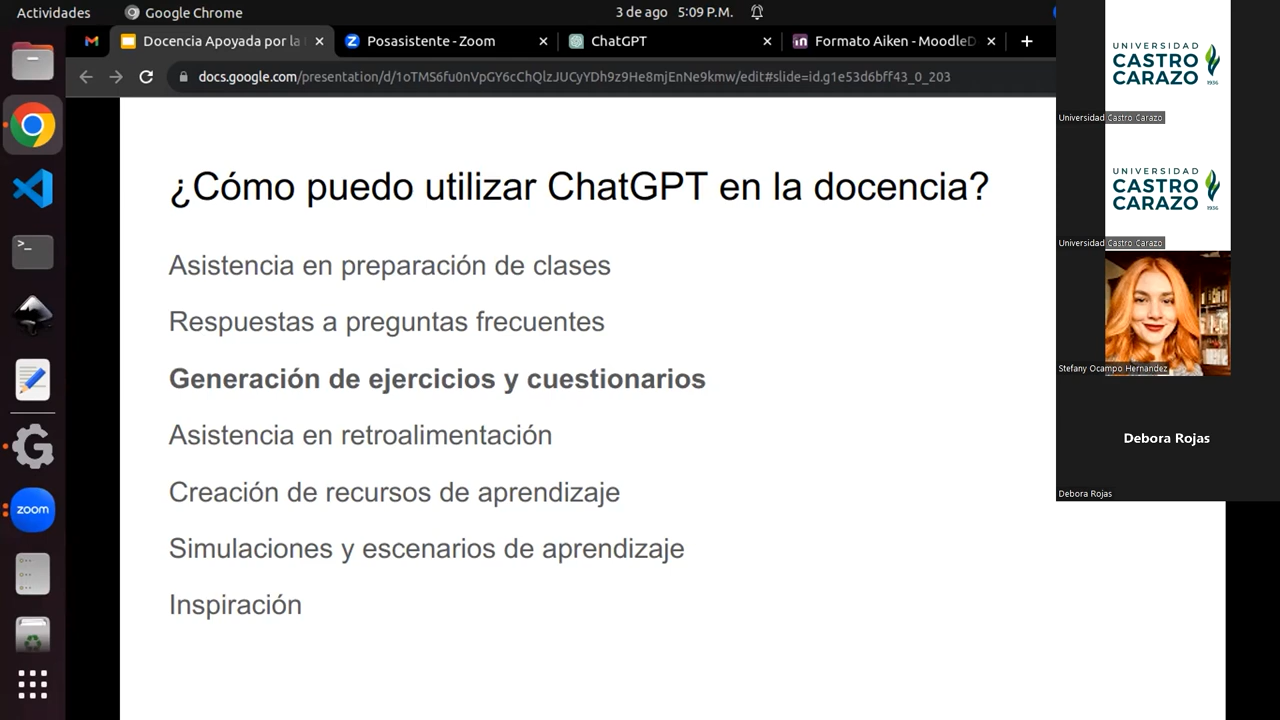 Actividades
Google Chrome
3 de ago 5:09 P.M.
Docencia Apoyada por la
Posasistente - Zoom
ChatGPT
Formato Aiken - MoodleD
docs.google.com/presentation/d/1oTMS6fu0nVpGY6cChQlzJUCyYDh9z9He8mjEnNe9kmw/edit#slide=id.g1e53d6bff43_0_203
¿Cómo puedo utilizar ChatGPT en la docencia?
Asistencia en preparación de clases
Respuestas a preguntas frecuentes
Generación de ejercicios y cuestionarios
Asistencia en retroalimentación
Creación de recursos de aprendizaje
Simulaciones y escenarios de aprendizaje
Inspiración
zoom
UNIVERSIDAD
CASTRO
CARAZO
1936
Universidad Castro Carazo
UNIVERSIDAD
CASTRO
CARAZO
1936
Universidad Castro Carazo
Stefany Ocampo Hernandez
Debora Rojas
Debora Rojas